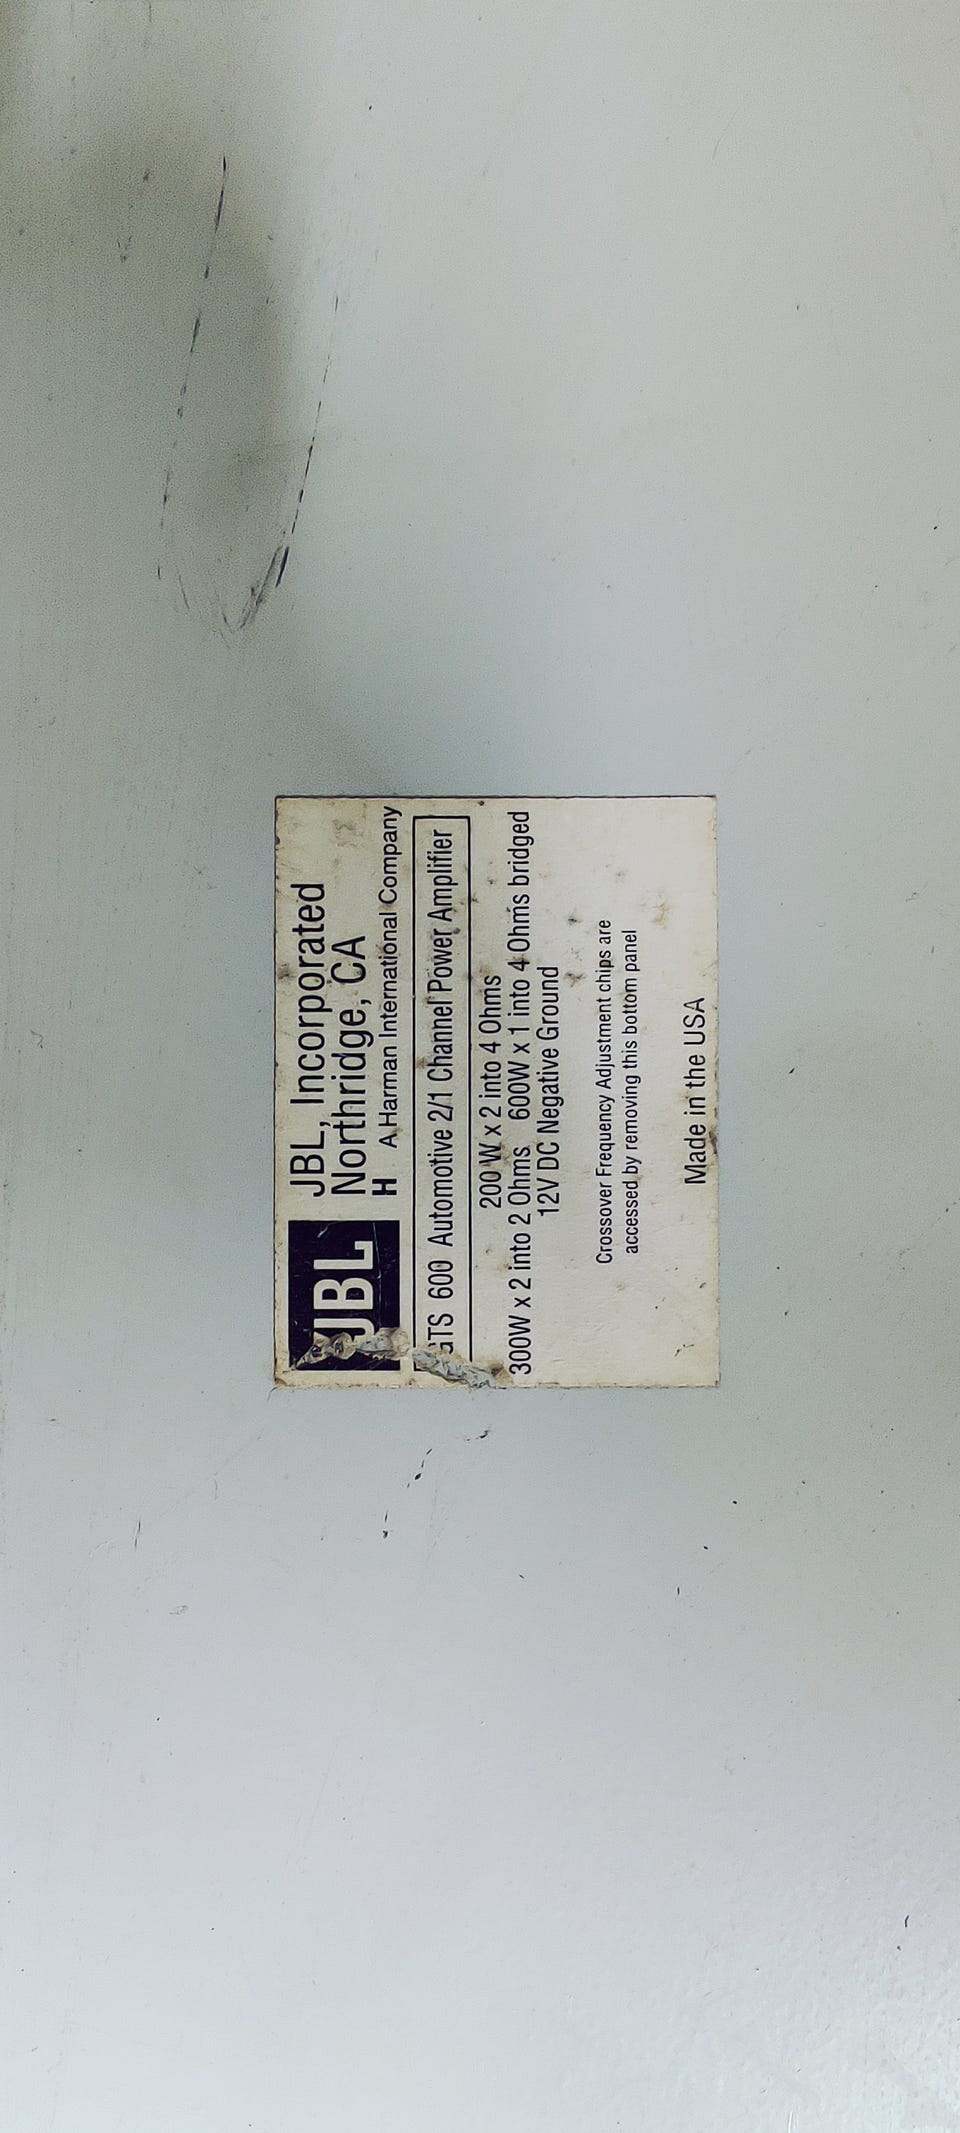 JBL
JBL, Incorporated
Northridge, CA
H A Harman International Company
GTS 600 Automotive 2/1 Channel Power Amplifier
200 W x 2 into 4 Ohms
300W x 2 into 2 Ohms 600W x 1 into 4 Ohms bridged
12V DC Negative Ground
Crossover Frequency Adjustment chips are
accessed by removing this bottom panel
Made in the USA